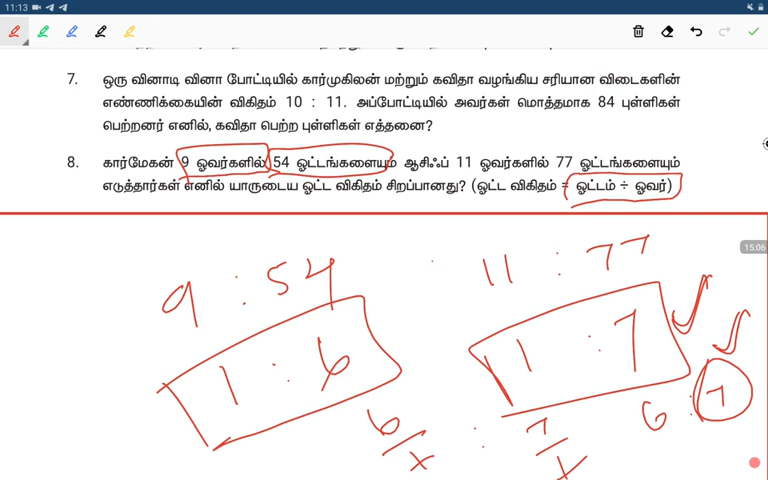 11:13
7. ஒரு வினாடி வினா போட்டியில் கார்முகிலன் மற்றும் கவிதா வழங்கிய சரியான விடைகளின்
எண்ணிக்கையின் விகிதம் 10 : 11. அப்போட்டியில் அவர்கள் மொத்தமாக 84 புள்ளிகள்
பெற்றனர் எனில், கவிதா பெற்ற புள்ளிகள் எத்தனை?
8. கார்மேகன் 9 ஓவர்களில் 54 ஓட்டங்களையும் ஆசிஃப் 11 ஓவர்களில் 77 ஓட்டங்களையும்
எடுத்தார்கள் எனில் யாருடைய ஓட்ட விகிதம் சிறப்பானது? (ஓட்ட விகிதம் = ஓட்டம் ÷ ஓவர்)
15:06
9 : 54 : 11 : 77
1 : 6 1 : 7
6 : 7 6 : 7